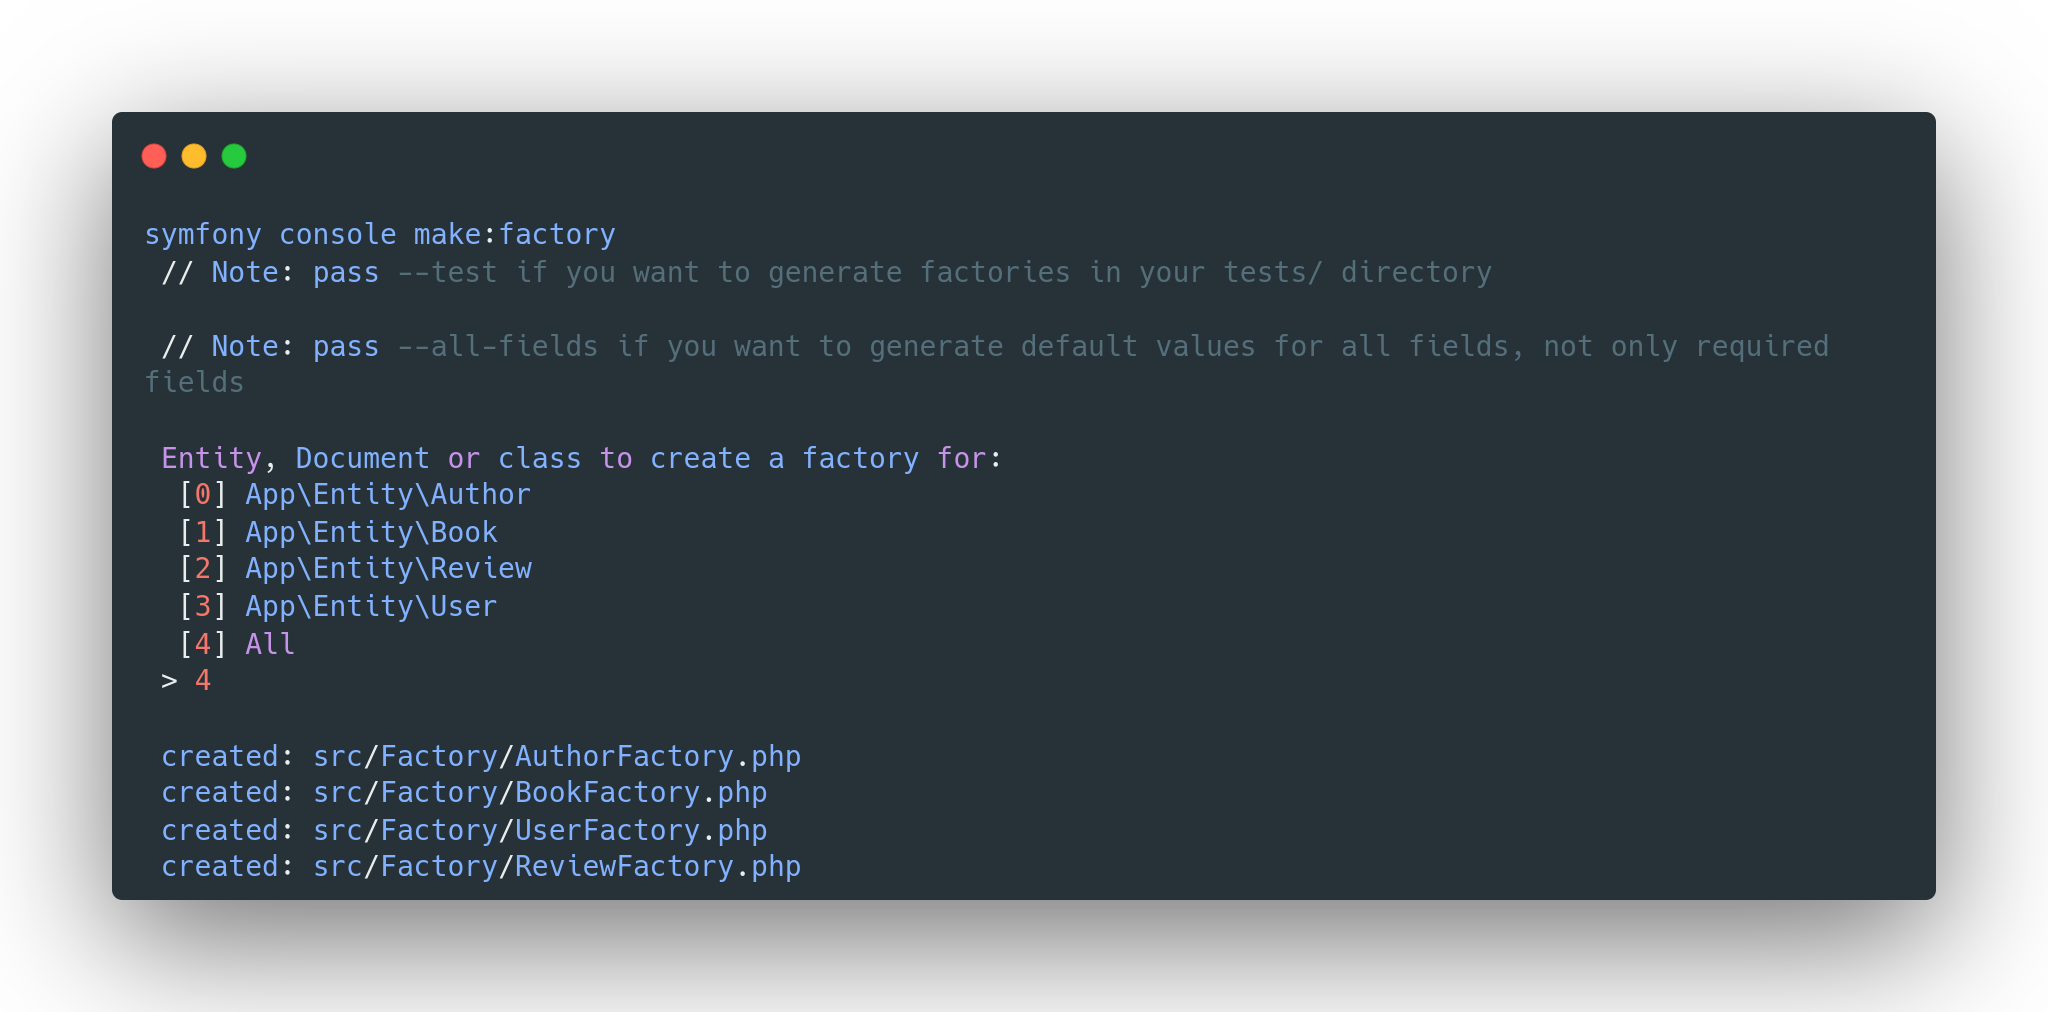 symfony console make:factory
// Note: pass --test if you want to generate factories in your tests/ directory
// Note: pass --all-fields if you want to generate default values for all fields, not only required
fields
Entity, Document or class to create a factory for:
[0] App\Entity\Author
[1] App\Entity\Book
[2] App\Entity\Review
[3] App\Entity\User
[4] All
> 4
created: src/Factory/AuthorFactory.php
created: src/Factory/BookFactory.php
created: src/Factory/UserFactory.php
created: src/Factory/ReviewFactory.php